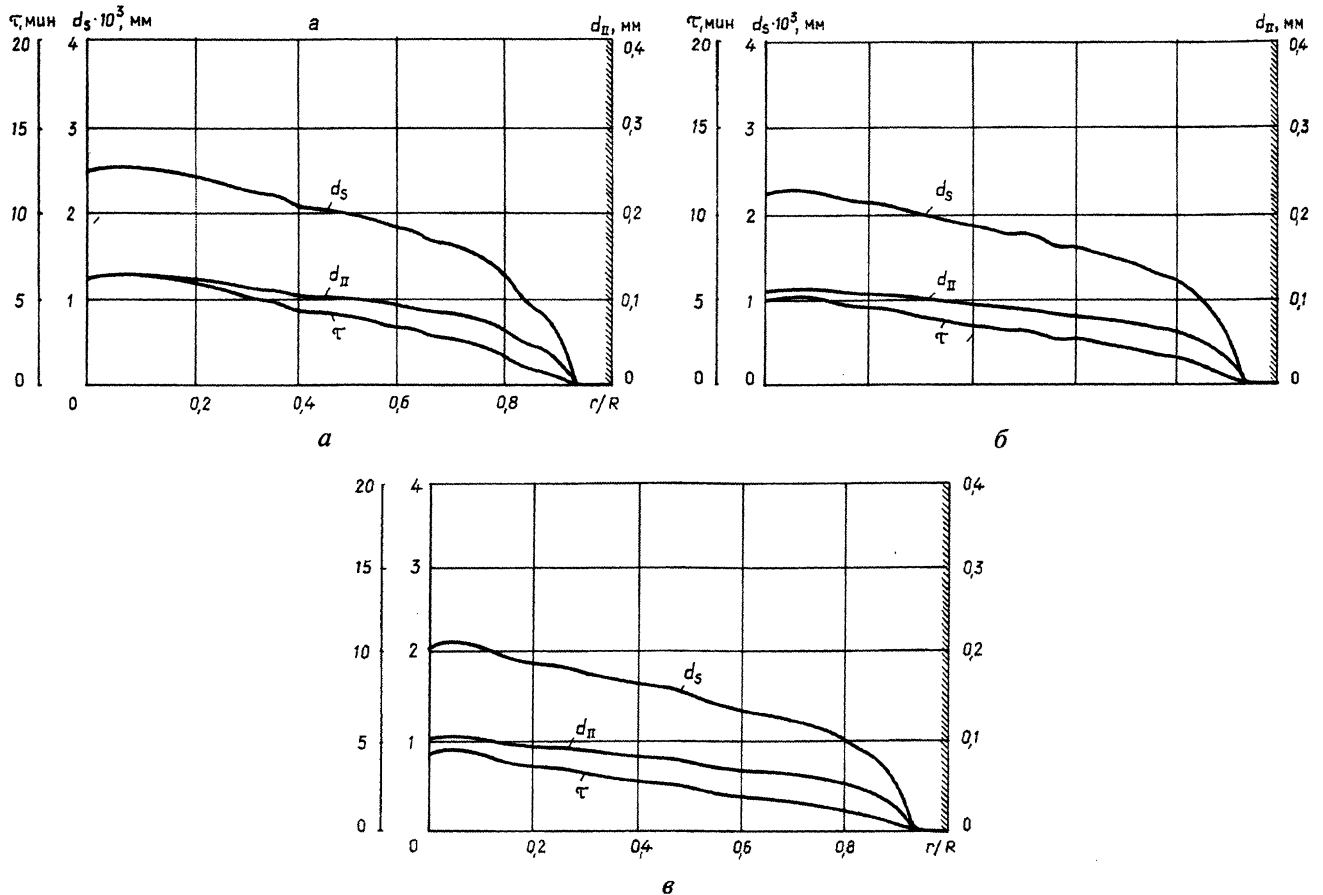 τ, мин d_S·10³, мм а d_II, мм
20 4 0,4
15 3 0,3
d_S
10 2 0,2
d_II
5 1 0,1
τ
0 0
0 0,2 0,4 0,6 0,8 r/R
а
τ, мин d_S·10³, мм d_II, мм
20 4 0,4
15 3 0,3
d_S
10 2 0,2
d_II
5 1 0,1
τ
0 0 0
б
20 4 0,4
15 3 0,3
10 2 0,2
d_S
d_II
5 1 0,1
τ
0 0
0 0,2 0,4 0,6 0,8 r/R
в